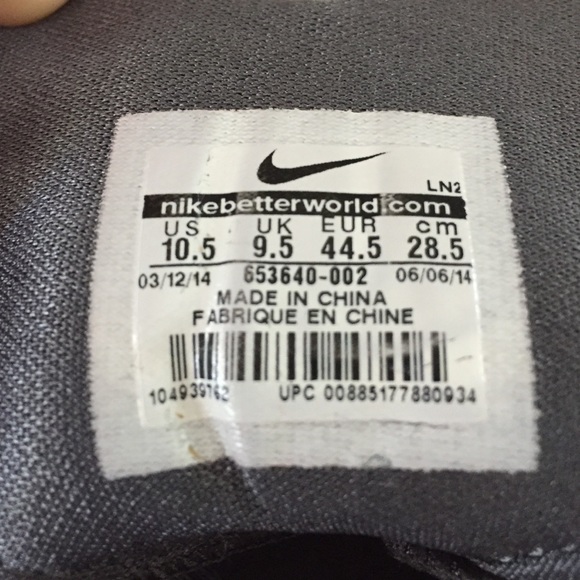 LN2
nikebetterworld.com
US UK EUR cm
10.5 9.5 44.5 28.5
03/12/14 653640-002 06/06/14
MADE IN CHINA
FABRIQUE EN CHINE
UPC 00885177880934